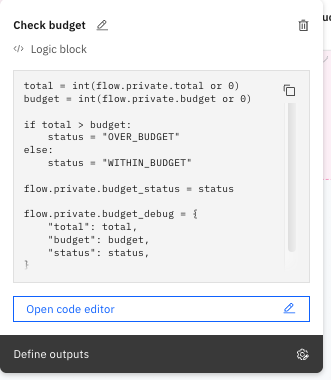 Check budget
</> Logic block
total = int(flow.private.total or 0)
budget = int(flow.private.budget or 0)

if total > budget:
    status = "OVER_BUDGET"
else:
    status = "WITHIN_BUDGET"

flow.private.budget_status = status

flow.private.budget_debug = {
    "total": total,
    "budget": budget,
    "status": status,
}
Open code editor
Define outputs